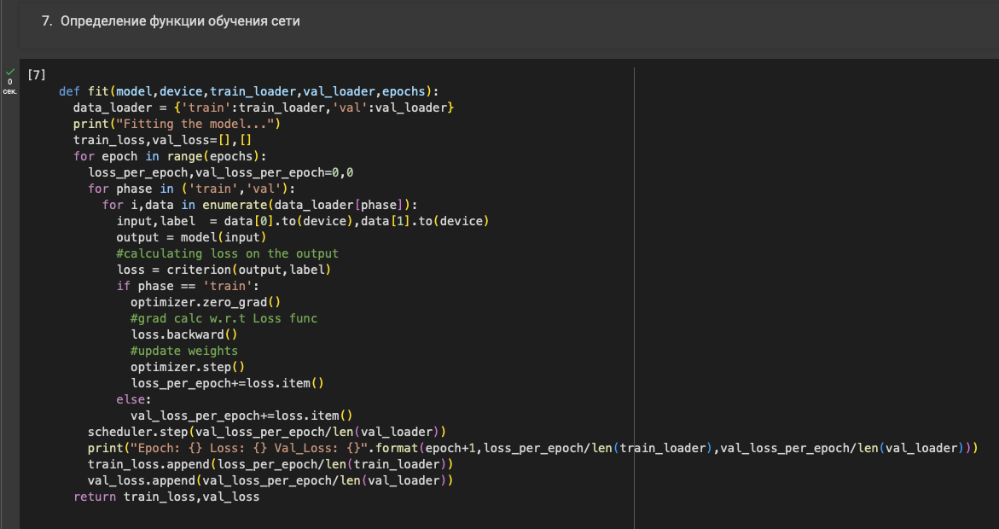 7. Определение функции обучения сети
0
сек.
[7]
def fit(model,device,train_loader,val_loader,epochs):
  data_loader = {'train':train_loader,'val':val_loader}
  print("Fitting the model...")
  train_loss,val_loss=[],[]
  for epoch in range(epochs):
    loss_per_epoch,val_loss_per_epoch=0,0
    for phase in ('train','val'):
      for i,data in enumerate(data_loader[phase]):
        input,label  = data[0].to(device),data[1].to(device)
        output = model(input)
        #calculating loss on the output
        loss = criterion(output,label)
        if phase == 'train':
          optimizer.zero_grad()
          #grad calc w.r.t Loss func
          loss.backward()
          #update weights
          optimizer.step()
          loss_per_epoch+=loss.item()
        else:
          val_loss_per_epoch+=loss.item()
    scheduler.step(val_loss_per_epoch/len(val_loader))
    print("Epoch: {} Loss: {} Val_Loss: {}".format(epoch+1,loss_per_epoch/len(train_loader),val_loss_per_epoch/len(val_loader)))
    train_loss.append(loss_per_epoch/len(train_loader))
    val_loss.append(val_loss_per_epoch/len(val_loader))
  return train_loss,val_loss